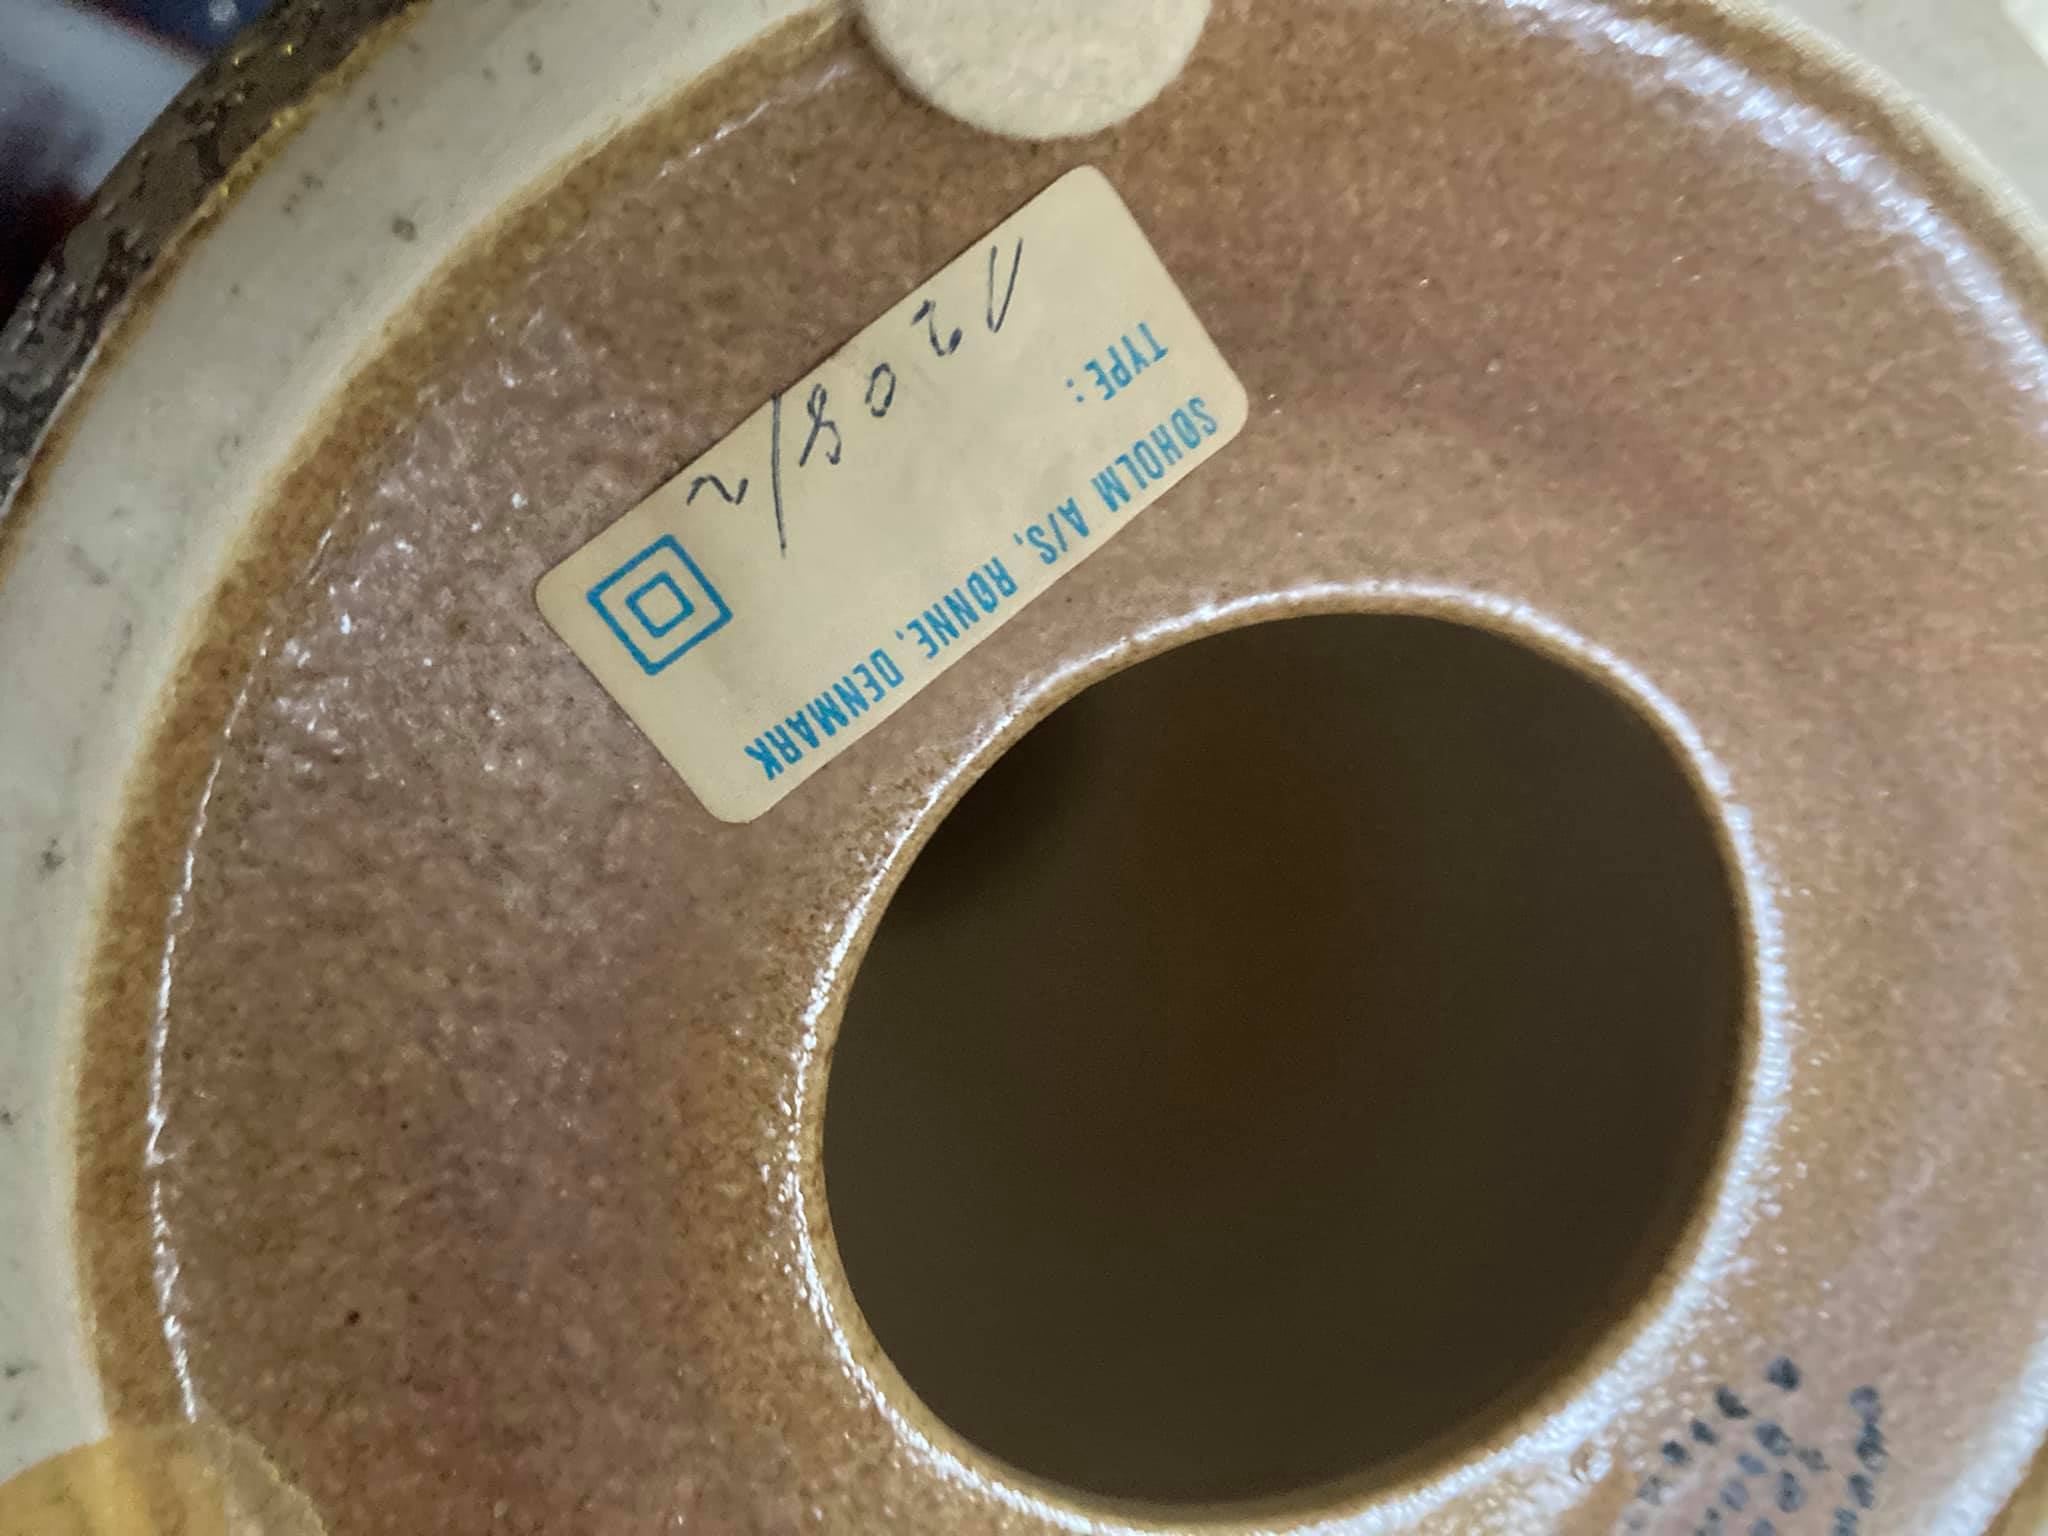 SØHOLM A/S, RØNNE, DENMARK
TYPE:
1208/2